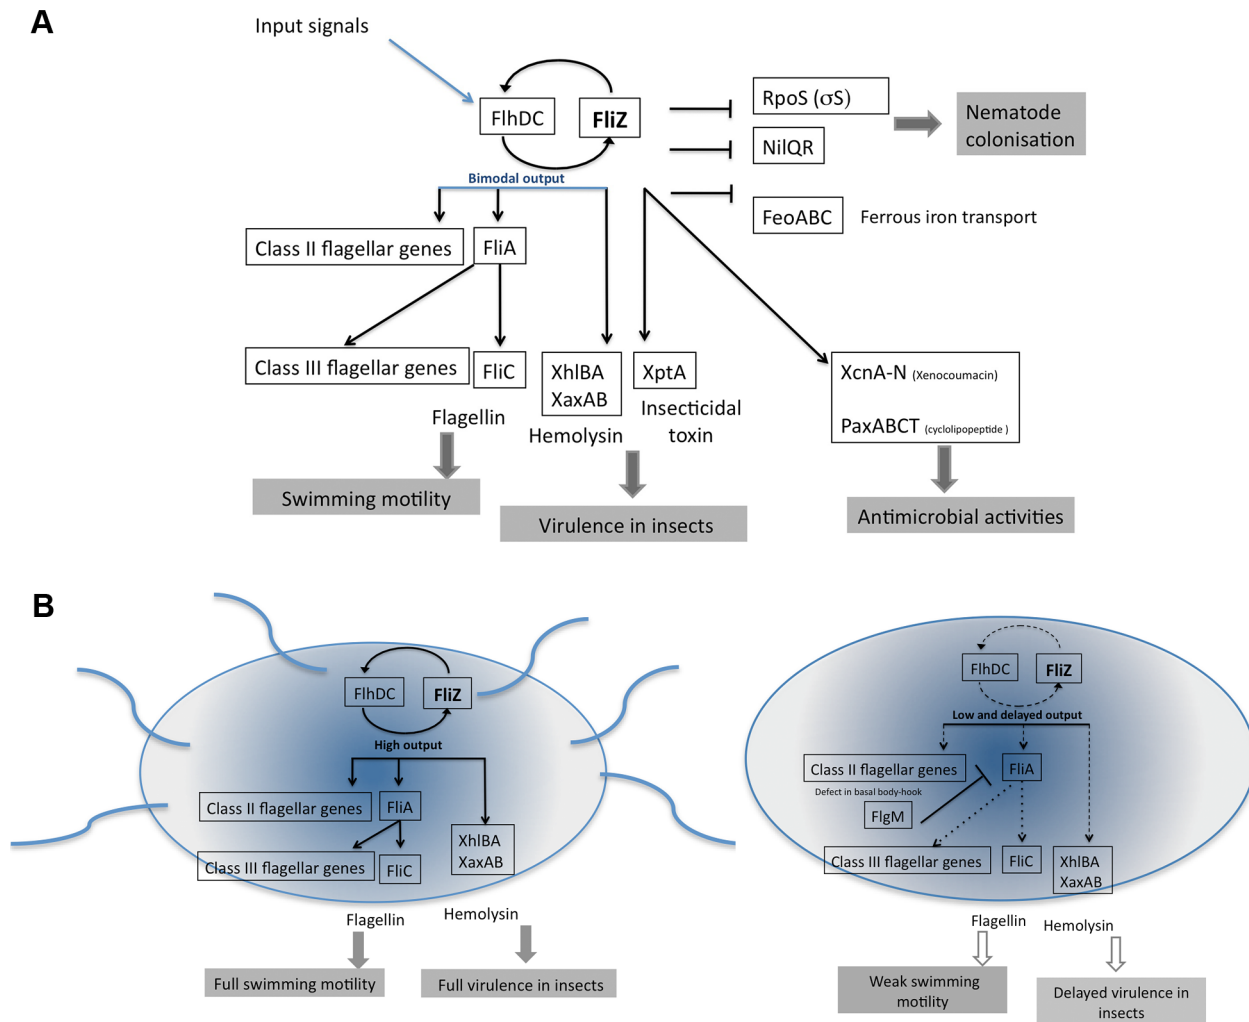 A
Input signals
FlhDC
FliZ
RpoS (σS)
NilQR
Nematode
colonisation
Bimodal output
FeoABC
Ferrous iron transport
Class II flagellar genes
FliA
Class III flagellar genes
FliC
XhlBA
XaxAB
XptA
XcnA-N (Xenocoumacin)
PaxABCT (cyclolipopeptide )
Flagellin
Hemolysin
Insecticidal
toxin
Swimming motility
Virulence in insects
Antimicrobial activities
B
FlhDC
FliZ
High output
Class II flagellar genes
FliA
Class III flagellar genes
FliC
XhlBA
XaxAB
Flagellin
Hemolysin
Full swimming motility
Full virulence in insects
FlhDC
FliZ
Low and delayed output
Class II flagellar genes
FliA
Defect in basal body-hook
FlgM
Class III flagellar genes
FliC
XhlBA
XaxAB
Flagellin
Hemolysin
Weak swimming
motility
Delayed virulence in
insects